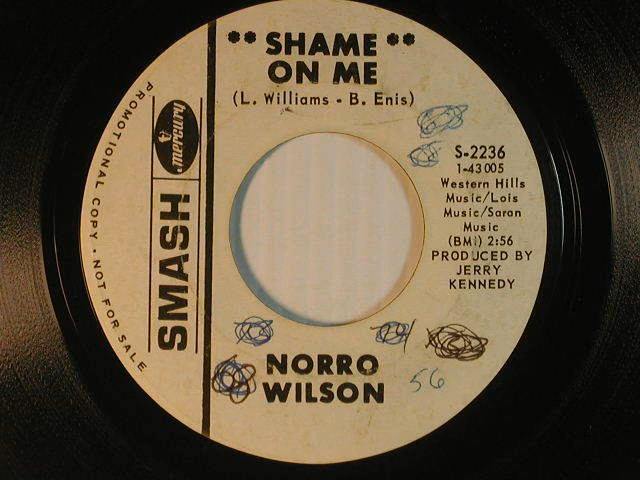 ** SHAME **
ON ME
(L. Williams - B. Enis)
S-2236
1-43005
Western Hills
Music/Lois
Music/Saran
Music
(BMI) 2:56
PRODUCED BY
JERRY
KENNEDY
mercury
SMASH
PROMOTIONAL COPY · NOT FOR SALE
NORRO
WILSON
56